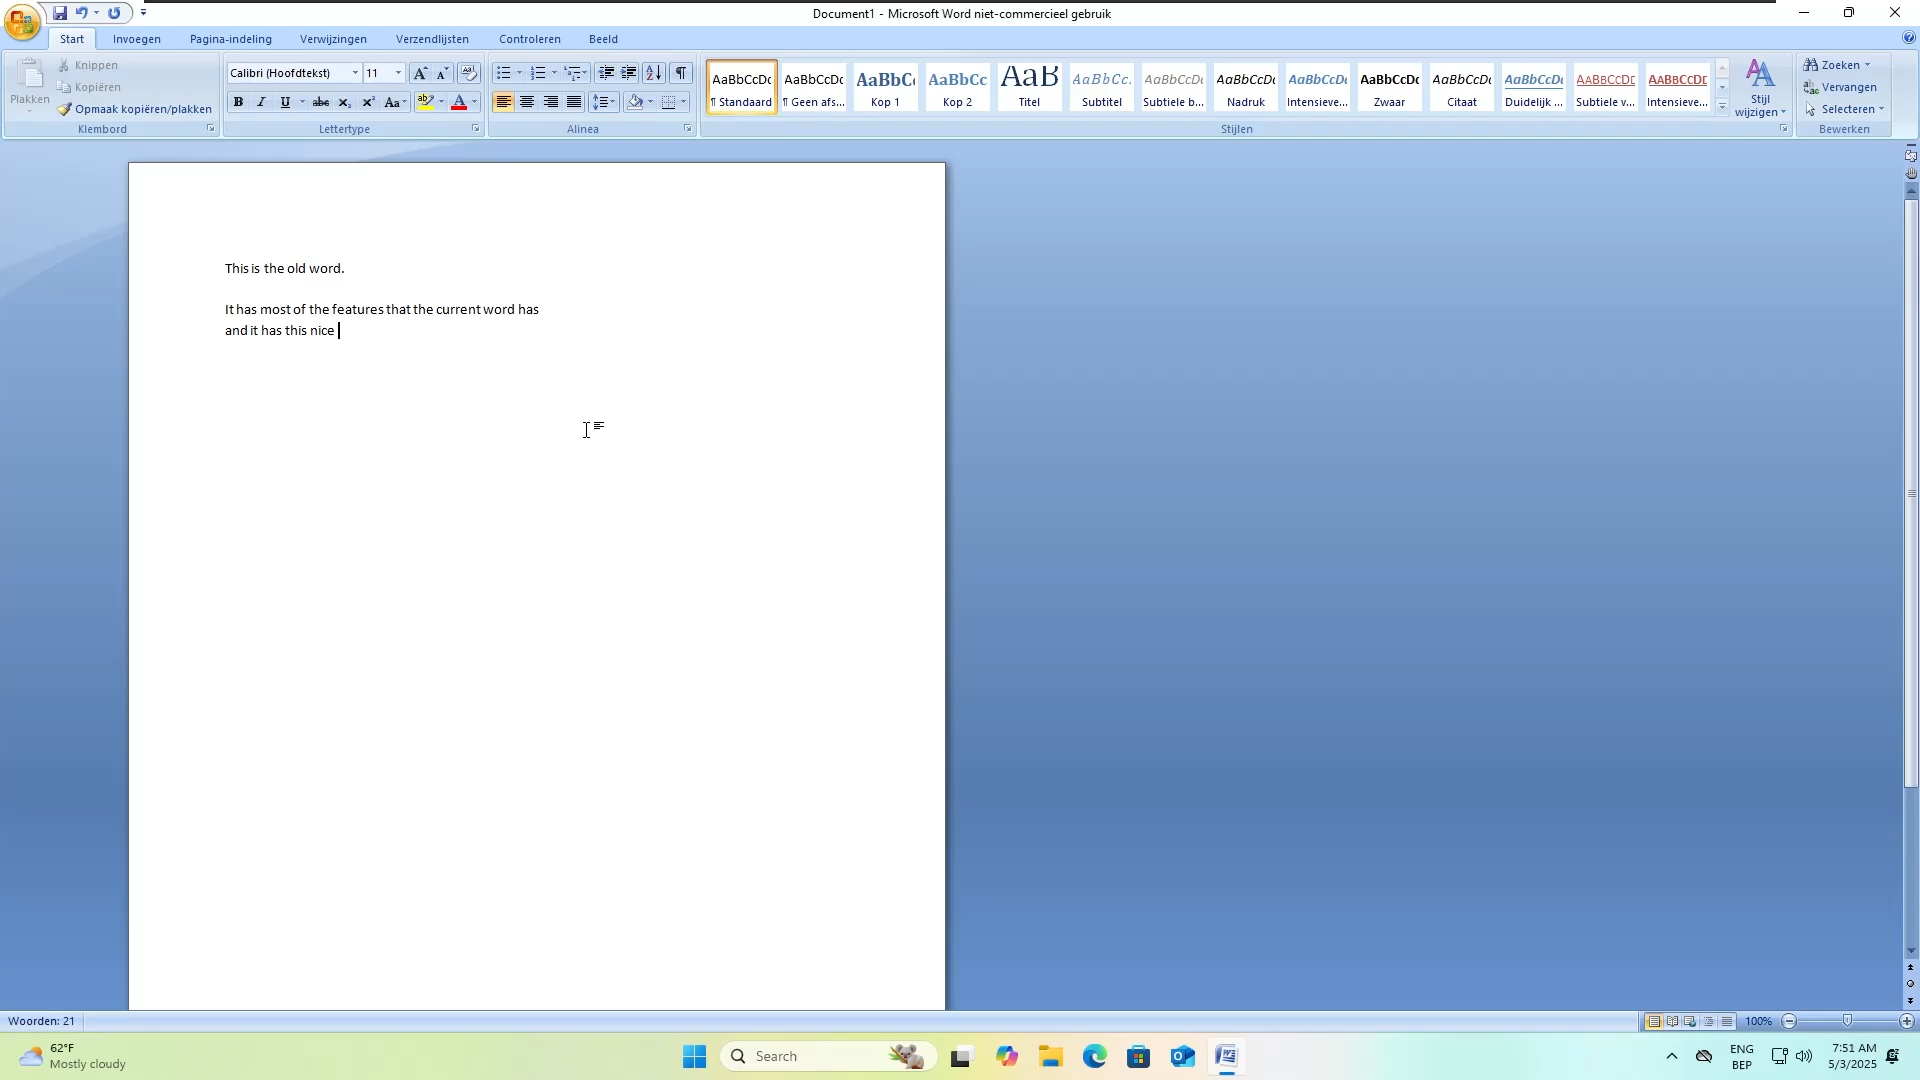 Document1 - Microsoft Word niet-commercieel gebruik
Start Invoegen Pagina-indeling Verwijzingen Verzendlijsten Controleren Beeld
Plakken
Knippen
Kopiëren
Opmaak kopiëren/plakken
Klembord
Calibri (Hoofdtekst) 11
Lettertype
Alinea
AaBbCcDc AaBbCcDc AaBbC AaBbCc AaB AaBbCc. AaBbCcDc AaBbCcDc AaBbCcDc AaBbCcDc AaBbCcDc AaBbCcDc AABBCCDE AABBCCDE
¶ Standaard ¶ Geen afs... Kop 1 Kop 2 Titel Subtitel Subtiele b... Nadruk Intensieve... Zwaar Citaat Duidelijk ... Subtiele v... Intensieve...
Stijl
wijzigen
Stijlen
Zoeken
Vervangen
Selecteren
Bewerken
This is the old word.
It has most of the features that the current word has
and it has this nice
Woorden: 21
100%
62°F
Mostly cloudy
Search
ENG
BEP
7:51 AM
5/3/2025